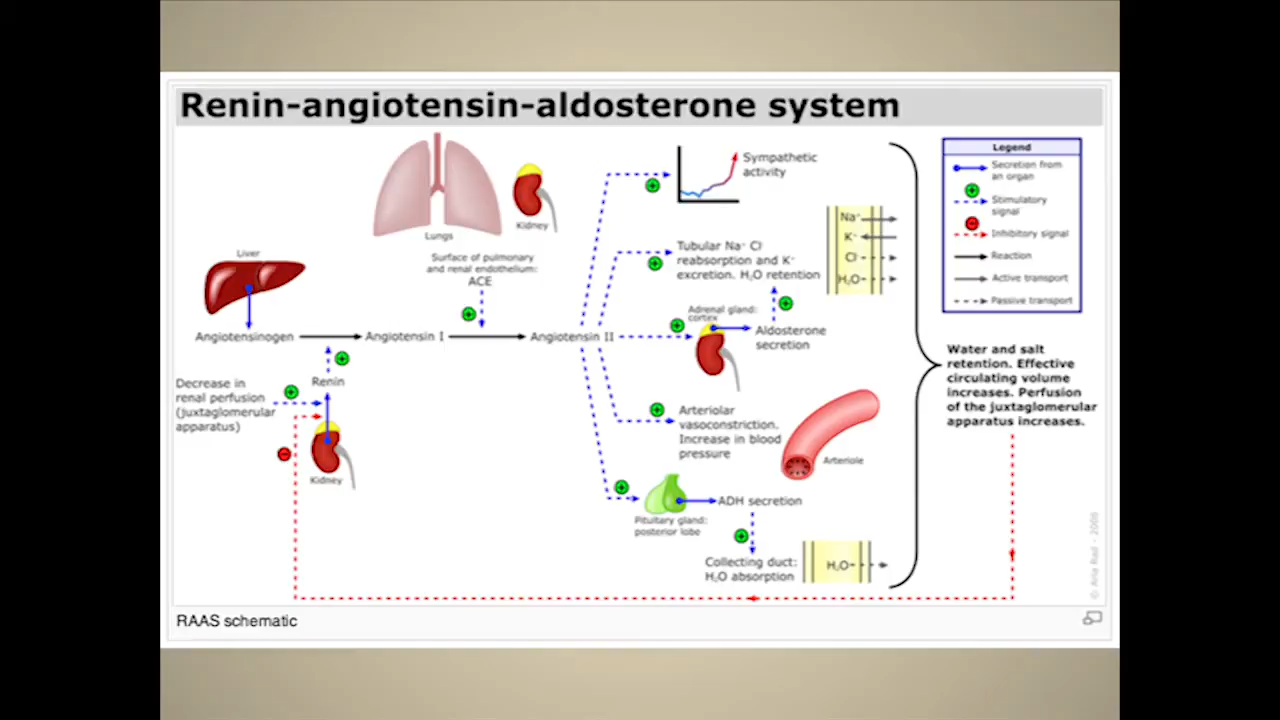 Renin-angiotensin-aldosterone system
Lungs
Kidney
Liver
Surface of pulmonary
and renal endothelium:
ACE
Angiotensinogen
Angiotensin I
Angiotensin II
Decrease in
renal perfusion
(juxtaglomerular
apparatus)
Renin
Kidney
Sympathetic
activity
Tubular Na⁺ Cl⁻
reabsorption and K⁺
excretion. H₂O retention
Na⁺
K⁺
Cl⁻
H₂O
Adrenal gland:
cortex
Aldosterone
secretion
Arteriolar
vasoconstriction.
Increase in blood
pressure
Arteriole
Pituitary gland:
posterior lobe
ADH secretion
Collecting duct:
H₂O absorption
H₂O
Legend
Secretion from
an organ
Stimulatory
signal
Inhibitory signal
Reaction
Active transport
Passive transport
Water and salt
retention. Effective
circulating volume
increases. Perfusion
of the juxtaglomerular
apparatus increases.
© Aria Rad - 2006
RAAS schematic